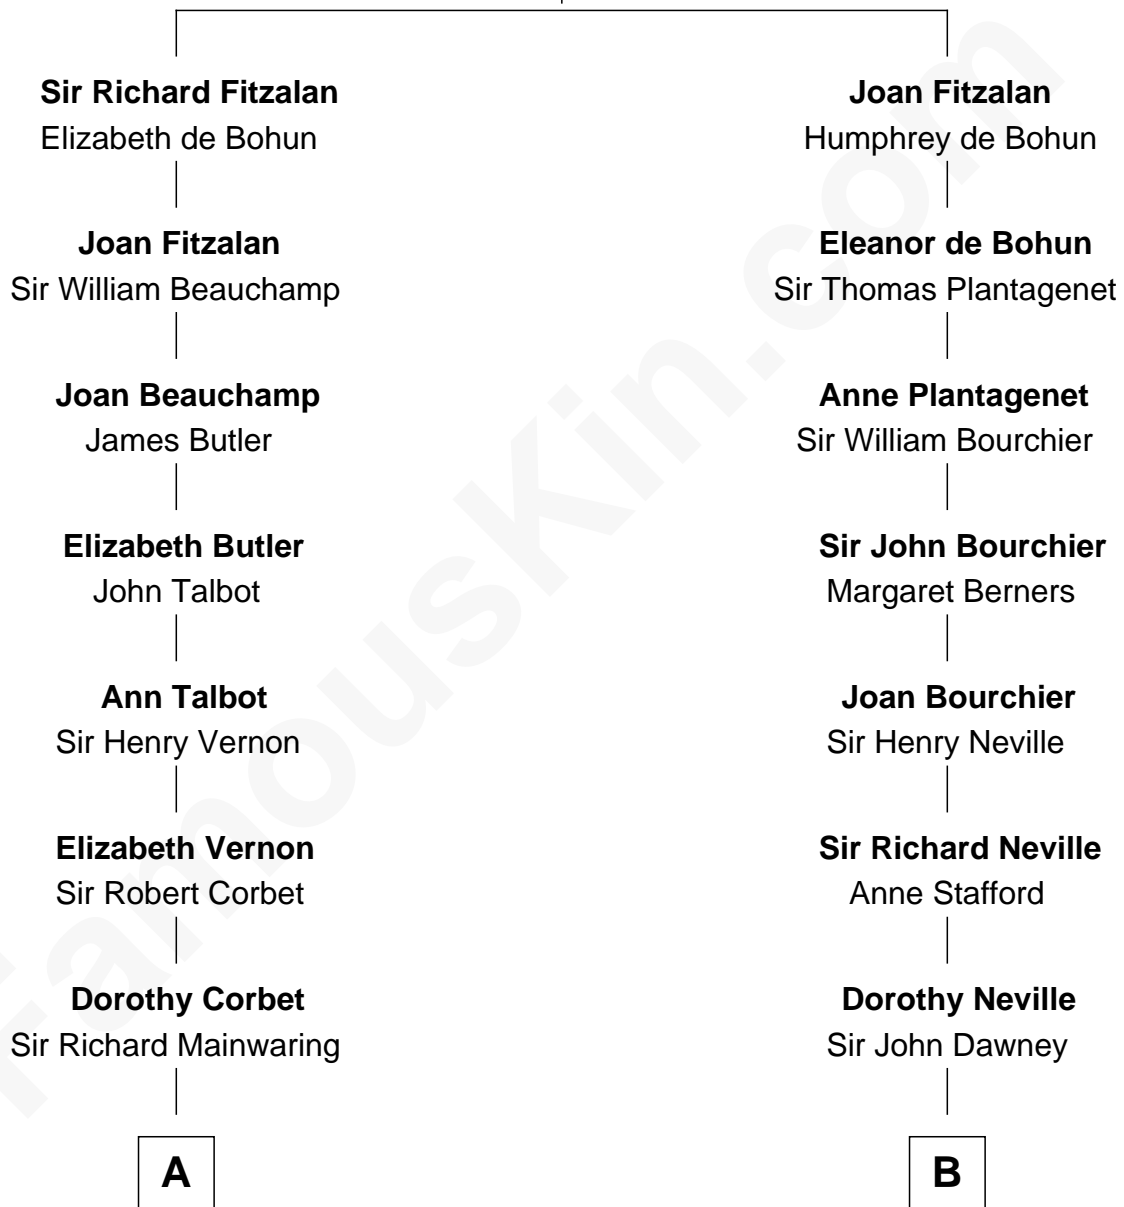 Sir Richard Fitzalan
Elizabeth de Bohun
Joan Fitzalan
Humphrey de Bohun
Joan Fitzalan
Sir William Beauchamp
Eleanor de Bohun
Sir Thomas Plantagenet
Joan Beauchamp
James Butler
Anne Plantagenet
Sir William Bourchier
Elizabeth Butler
John Talbot
Sir John Bourchier
Margaret Berners
Ann Talbot
Sir Henry Vernon
Joan Bourchier
Sir Henry Neville
Elizabeth Vernon
Sir Robert Corbet
Sir Richard Neville
Anne Stafford
Dorothy Corbet
Sir Richard Mainwaring
Dorothy Neville
Sir John Dawney
A
B
FamousKin.com